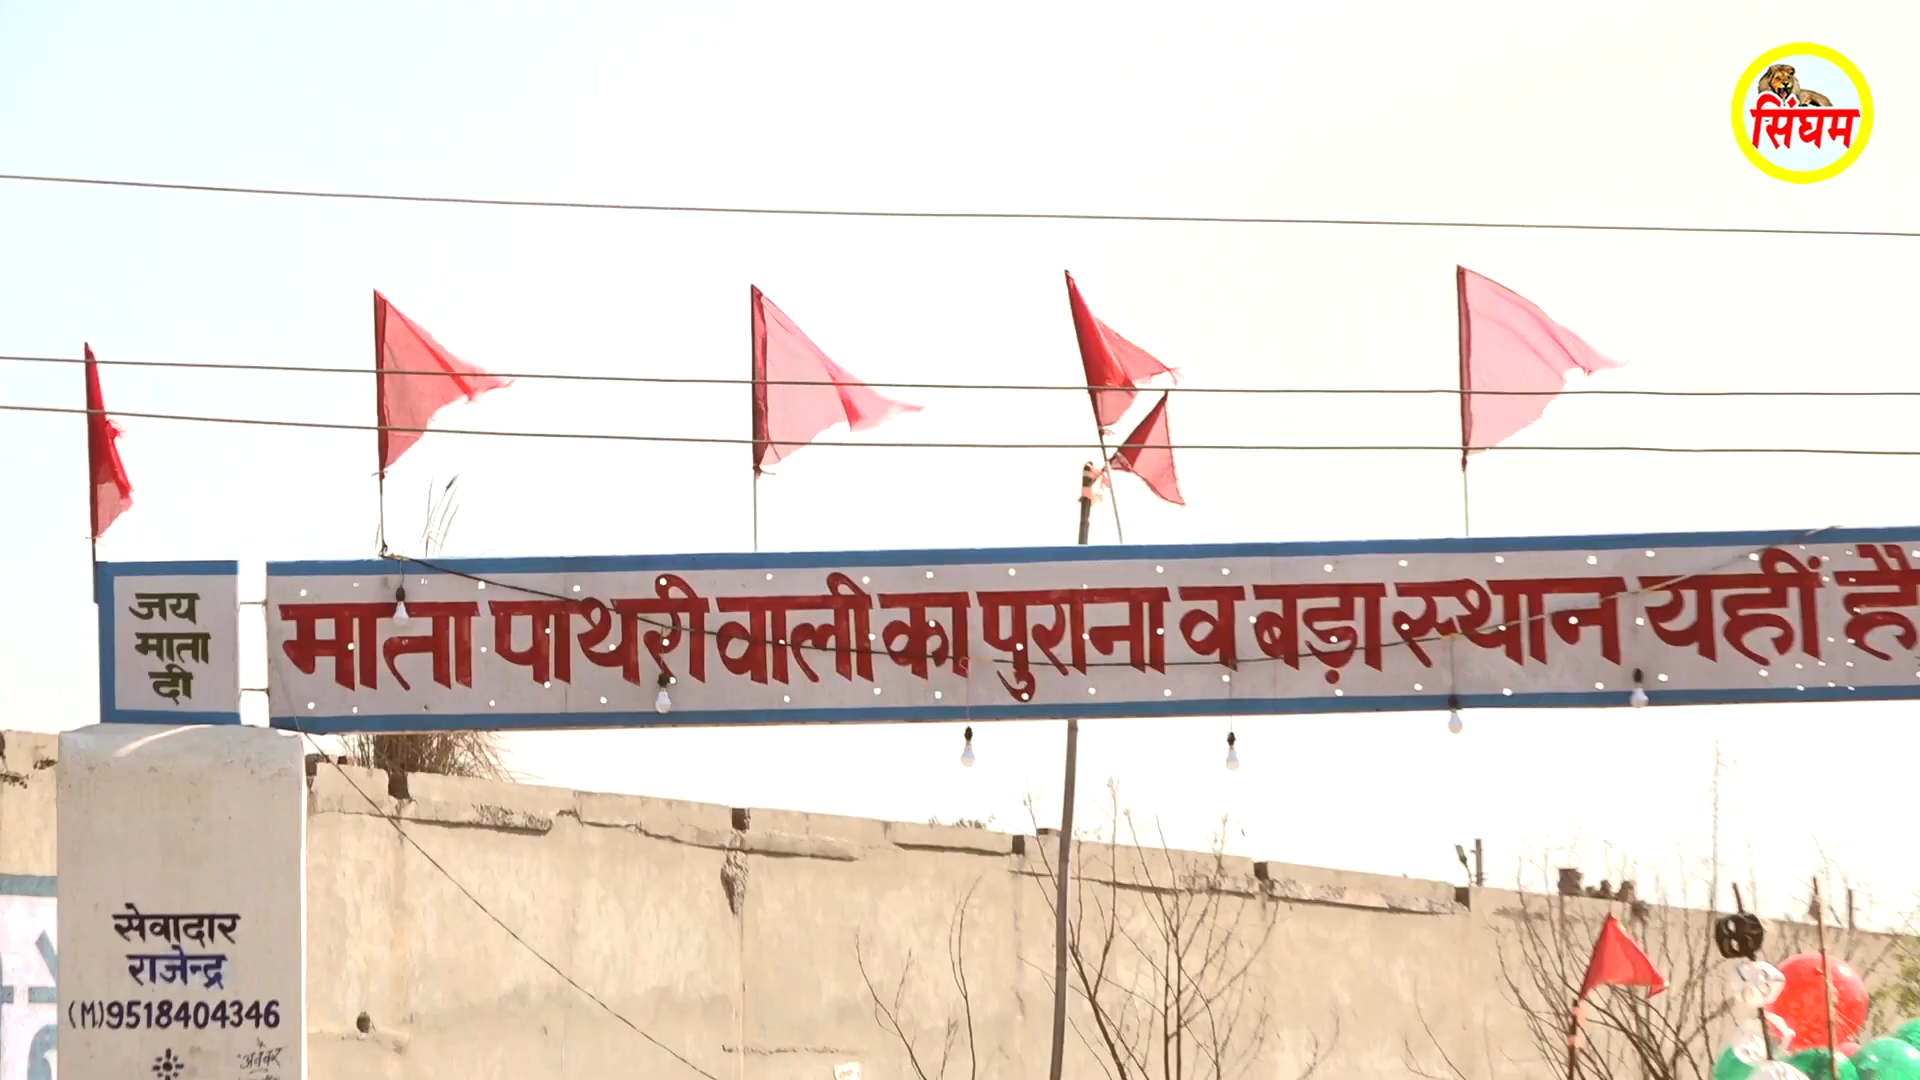 सिंघम
माता पाथरी वाली का पुराना व बड़ा स्थान यहीं है
जय
माता
दी
सेवादार
राजेन्द्र
(M)9518404346